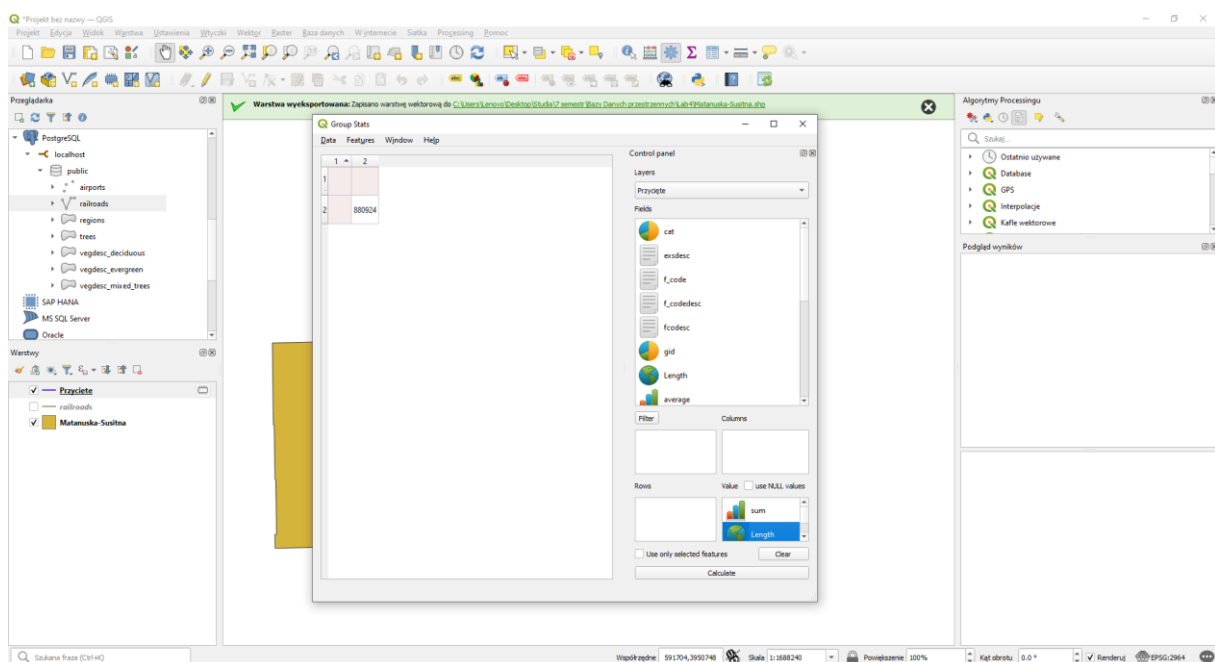 *Projekt bez nazwy — QGIS
Projekt Edycja Widok Warstwa Ustawienia Wtyczki Wektor Raster Baza danych W internecie Siatka Processing Pomoc
Przeglądarka
PostgreSQL
localhost
public
airports
railroads
regions
trees
vegdesc_deciduous
vegdesc_evergreen
vegdesc_mixed_trees
SAP HANA
MS SQL Server
Oracle
Warstwy
Przyciete
railroads
Matanuska-Susitna
Warstwa wyeksportowana: Zapisano warstwę wektorową do C:\Users\Lenovo\Desktop\Studia\7 semestr\Bazy Danych przestrzennych\Lab4\Matanuska-Susitna.shp
Group Stats
Data Features Window Help
1 2
1
2 880924
Control panel
Layers
Przycięte
Fields
cat
exsdesc
f_code
f_codedesc
fcodesc
gid
Length
average
Filter Columns
Rows Value use NULL values
sum
Length
Use only selected features Clear
Calculate
Algorytmy Processingu
Szukaj...
Ostatnio używane
Database
GPS
Interpolacje
Kafle wektorowe
Podgląd wyników
Szukana fraza (Ctrl+K)
Współrzędne 591704,3950748 Skala 1:1688240 Powiększenie 100% Kąt obrotu 0.0 ° Renderuj EPSG:2964